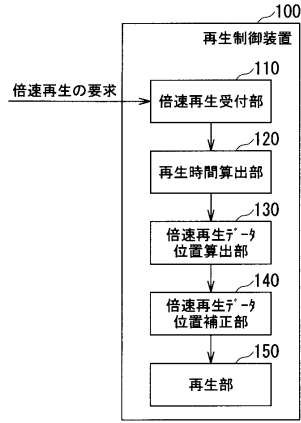 100
再生制御装置
倍速再生の要求
110
倍速再生受付部
120
再生時間算出部
130
倍速再生ﾃﾞｰﾀ
位置算出部
140
倍速再生ﾃﾞｰﾀ
位置補正部
150
再生部